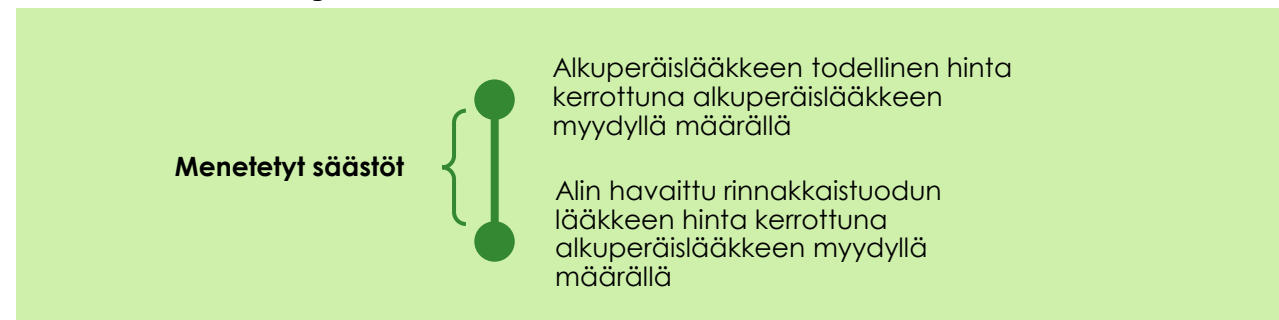 Alkuperäislääkkeen todellinen hinta
kerrottuna alkuperäislääkkeen
myydyllä määrällä
Menetetyt säästöt
Alin havaittu rinnakkaistuodun
lääkkeen hinta kerrottuna
alkuperäislääkkeen myydyllä
määrällä